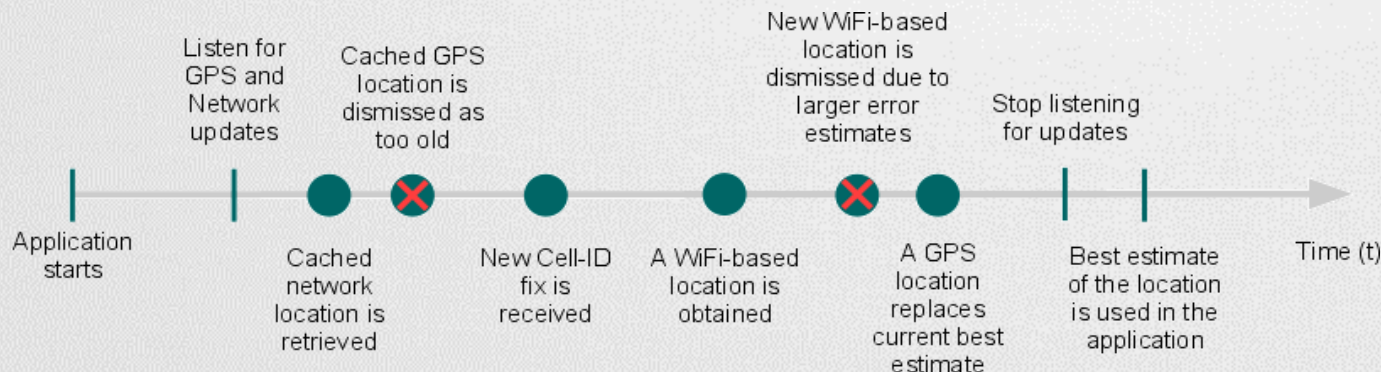 Application
starts
Listen for
GPS and
Network
updates
Cached
network
location is
retrieved
Cached GPS
location is
dismissed as
too old
New Cell-ID
fix is
received
A WiFi-based
location is
obtained
New WiFi-based
location is
dismissed due to
larger error
estimates
A GPS
location
replaces
current best
estimate
Stop listening
for updates
Best estimate
of the location
is used in the
application
Time (t)